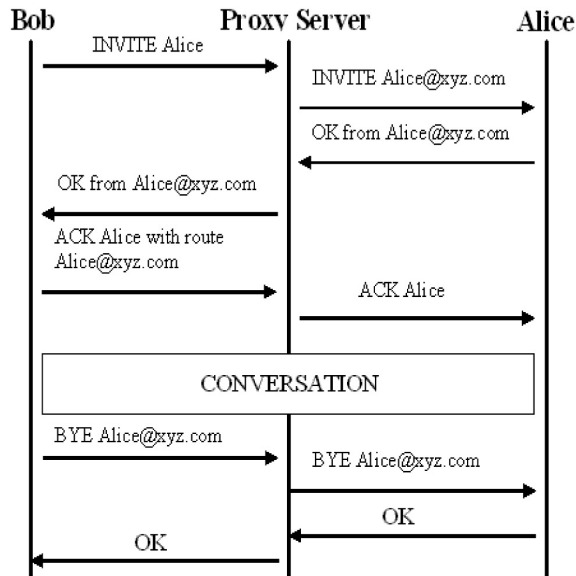 Bob Proxy Server Alice
INVITE Alice
INVITE Alice@xyz.com
OK from Alice@xyz.com
OK from Alice@xyz.com
ACK Alice with route
Alice@xyz.com
ACK Alice
CONVERSATION
BYE Alice@xyz.com
BYE Alice@xyz.com
OK
OK